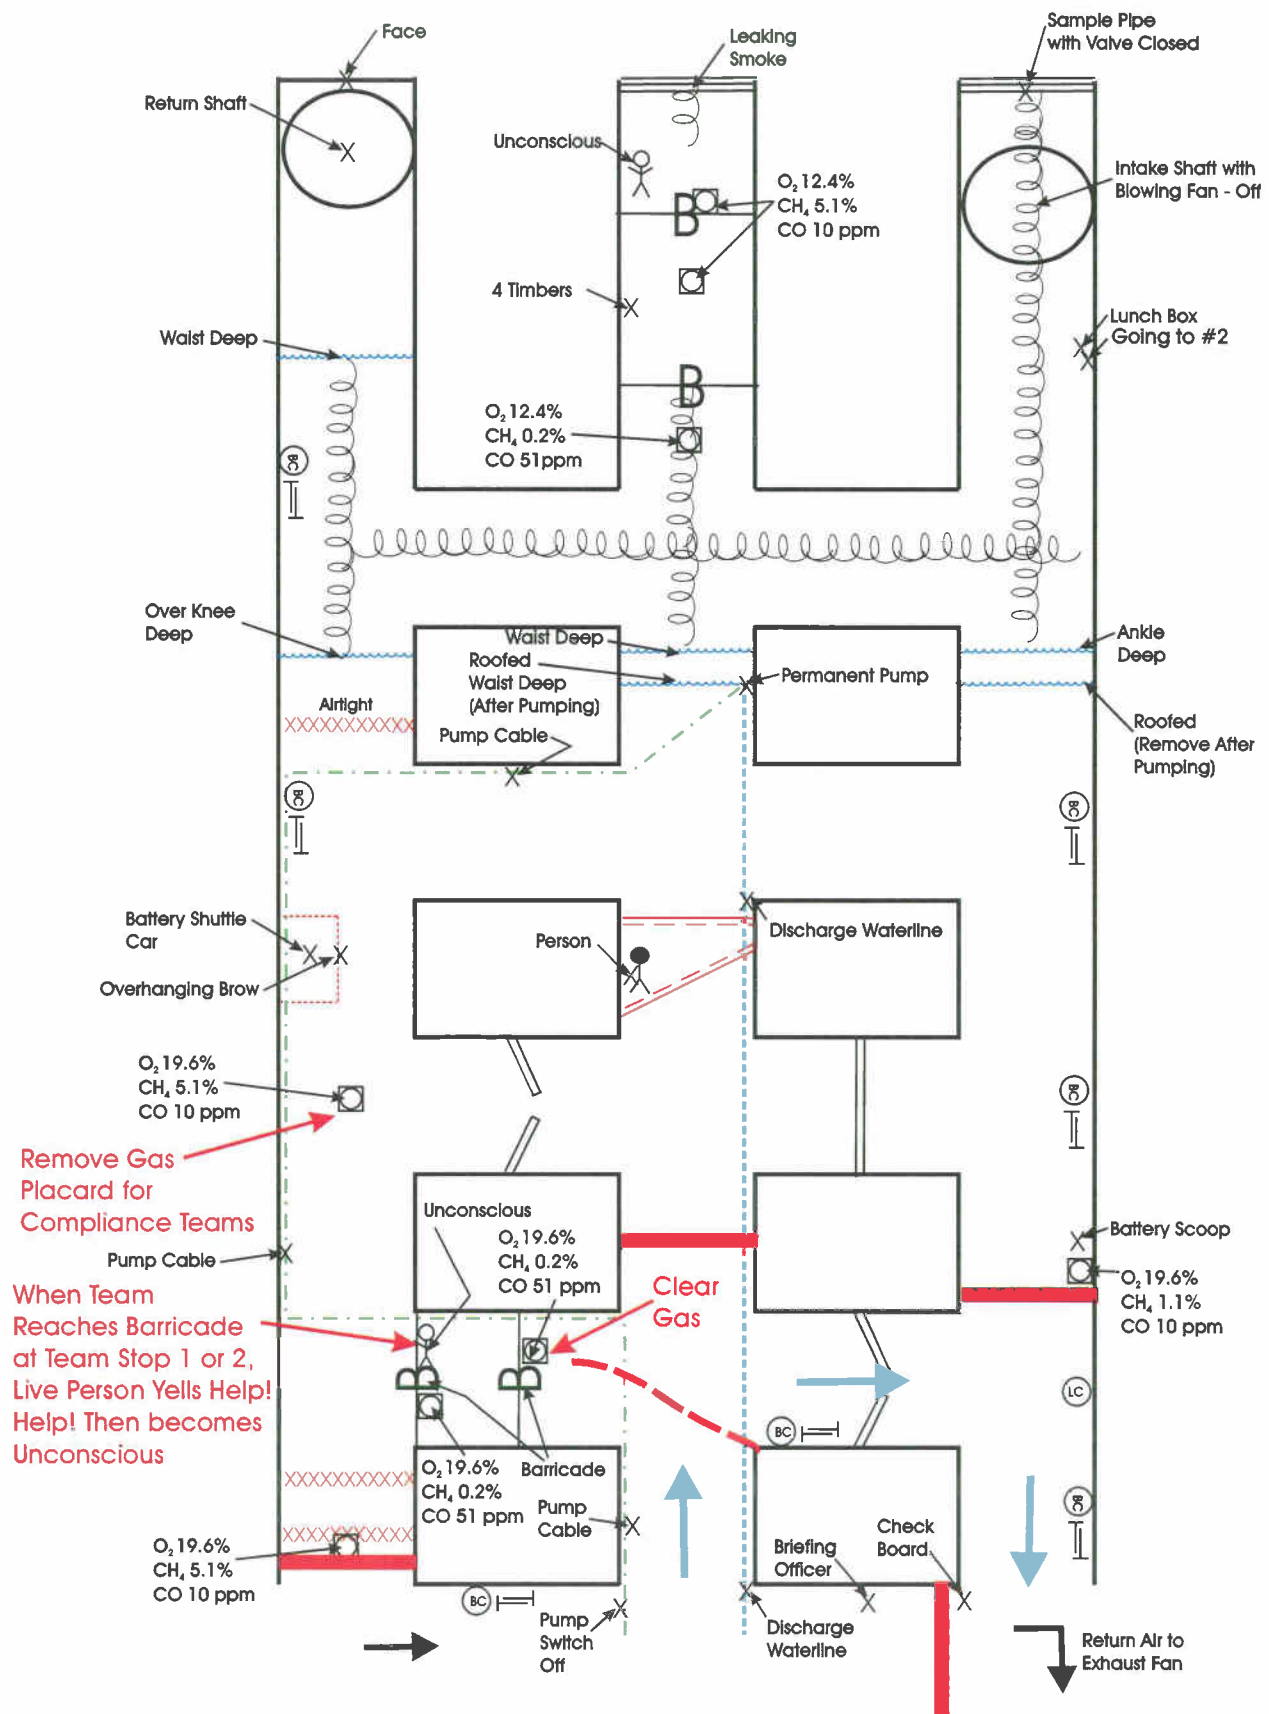 Face
Leaking
Smoke
Sample Pipe
with Valve Closed
Return Shaft
Unconscious
Intake Shaft with
Blowing Fan - Off
O₂ 12.4%
CH₄ 5.1%
CO 10 ppm
B
4 Timbers
Lunch Box
Going to #2
Waist Deep
B
O₂ 12.4%
CH₄ 0.2%
CO 51ppm
BC
Over Knee
Deep
Waist Deep
Roofed
Waist Deep
(After Pumping)
Ankle
Deep
Permanent Pump
Airtight
XXXXXXXXXX
Roofed
(Remove After
Pumping)
Pump Cable
BC
BC
Battery Shuttle
Car
Overhanging Brow
Person
Discharge Waterline
O₂ 19.6%
CH₄ 5.1%
CO 10 ppm
BC
Remove Gas
Placard for
Compliance Teams
Unconscious
O₂ 19.6%
CH₄ 0.2%
CO 51 ppm
Battery Scoop
Pump Cable
Clear
Gas
O₂ 19.6%
CH₄ 1.1%
CO 10 ppm
When Team
Reaches Barricade
at Team Stop 1 or 2,
Live Person Yells Help!
Help! Then becomes
Unconscious
B
B
LC
BC
O₂ 19.6%
CH₄ 0.2%
CO 51 ppm
Barricade
XXXXXXXXXX
BC
Pump
Cable
XXXXXXXXXX
O₂ 19.6%
CH₄ 5.1%
CO 10 ppm
Briefing
Officer
Check
Board
BC
Pump
Switch
Off
Discharge
Waterline
Return Air to
Exhaust Fan